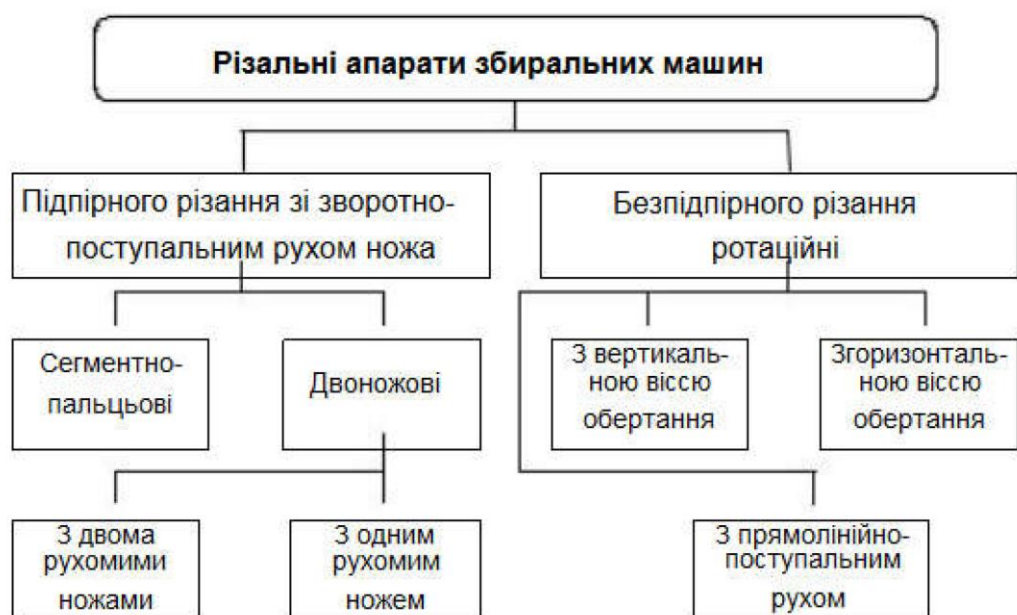 Різальні апарати збиральних машин
Підпірного різання зі зворотно-
поступальним рухом ножа
Безпідпірного різання
ротаційні
Сегментно-
пальцьові
Двоножові
З вертикаль-
ною віссю
обертання
Згоризонталь-
ною віссю
обертання
З двома
рухомими
ножами
З одним
рухомим
ножем
З прямолінійно-
поступальним
рухом